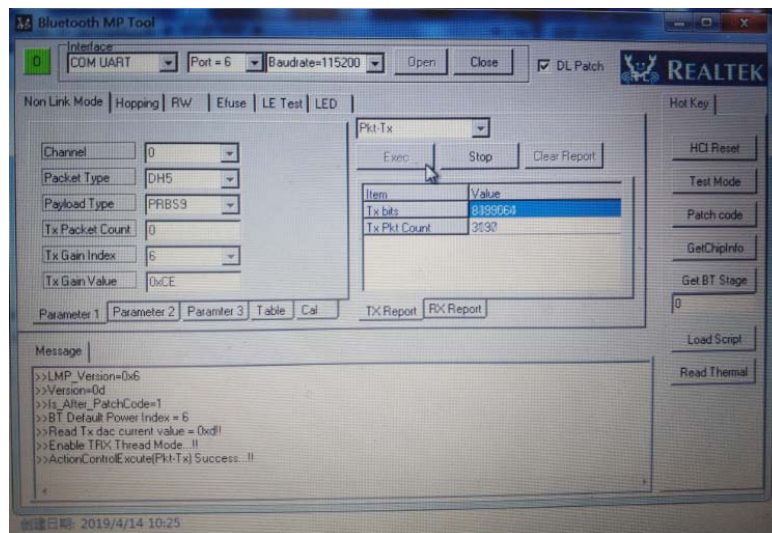 Bluetooth MP Tool
Interface
0 COM UART Port = 6 Baudrate=115200 Open Close DL Patch REALTEK
Non Link Mode Hopping RW Efuse LE Test LED Hot Key
Pkt-Tx
Exec Stop Clear Report
Channel 0
Packet Type DH5
Payload Type PRBS9
Tx Packet Count 0
Tx Gain Index 6
Tx Gain Value 0xCE
Item Value
Tx bits
Tx Pkt Count
Parameter 1 Parameter 2 Paramter 3 Table Cal
TX Report RX Report
HCI Reset
Test Mode
Patch code
GetChipInfo
Get BT Stage
0
Load Script
Read Thermal
Message
>>LMP_Version=0x6
>>Version=0d
>>Is_After_PatchCode=1
>>BT Default Power Index = 6
>>Read Tx dac current value = 0xd!!
>>Enable TRX Thread Mode...!!
>>ActionControlExcute(Pkt-Tx) Success...!!
创建日期: 2019/4/14 10:25